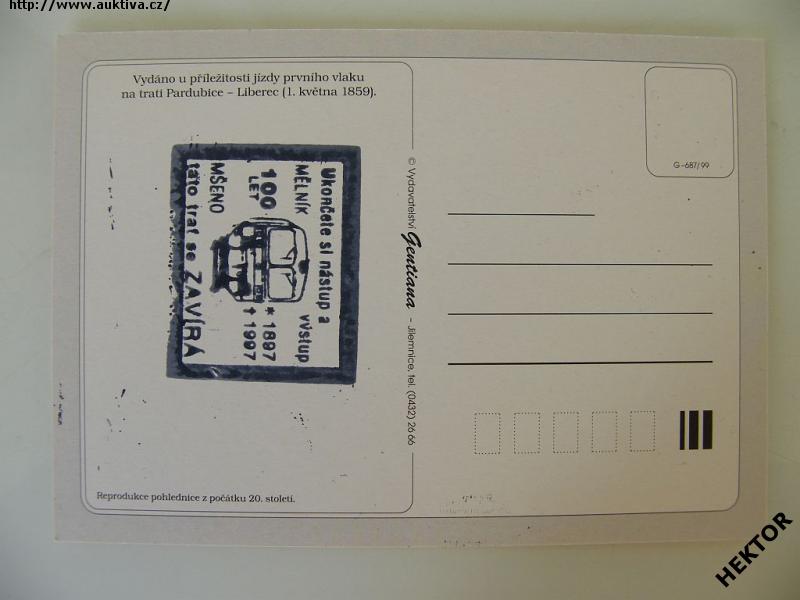 http://www.auktiva.cz/
Vydáno u příležitosti jízdy prvního vlaku
na trati Pardubice – Liberec (1. května 1859).
G–687/99
Ukončete si nástup a
výstup
MĚLNÍK
100 * 1897
LET † 1997
MŠENO
táto trať se ZAVÍRÁ
© Vydavatelství Gentiana - Jilemnice, tel. (0432) 26 66
Reprodukce pohlednice z počátku 20. století.
HEKTOR